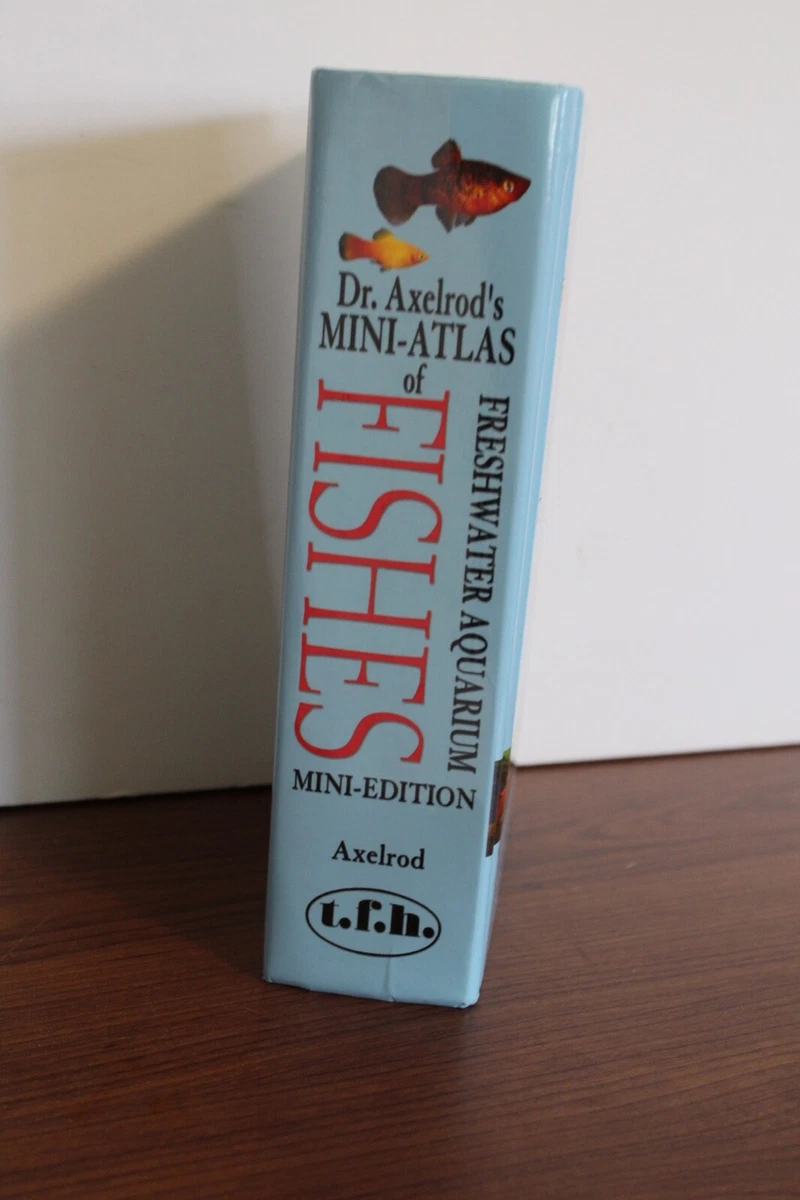 Dr. Axelrod's
MINI-ATLAS
of
FRESHWATER AQUARIUM
FISHES
MINI-EDITION
Axelrod
t.f.h.